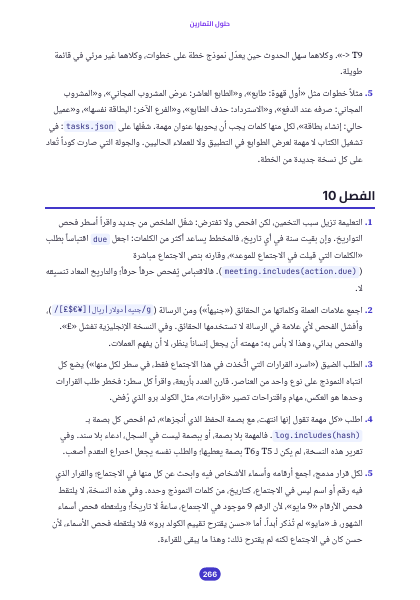 حلول التمارين
T9 <-». وكلاهما سهل الحدوث حين يعدّل نموذج خطة على خطوات، وكلاهما غير مرئي في قائمة
طويلة.
5. مثلاً خطوات مثل «أول قهوة: طابع»، و«الطابع العاشر: عرض المشروب المجاني»، و«المشروب
المجاني: صرفه عند الدفع»، و«الاسترداد: حذف الطابع»، و«الفرع الآخر: البطاقة نفسها»، و«عميل
حالي: إنشاء بطاقة»، لكل منها كلمات يجب أن يحويها عنوان مهمة. شغّلها على tasks.json: في
تشغيل الكتاب لا مهمة لعرض الطوابع في التطبيق ولا للعملاء الحاليين. والجولة التي صارت كوداً تُعاد
على كل نسخة جديدة من الخطة.
الفصل 10
1. التعليمة تزيل سبب التخمين، لكن افحص ولا تفترض: شغّل الملخص من جديد واقرأ أسطر فحص
التواريخ. وإن بقيت سنة في أي تاريخ، فالمخطط يساعد أكثر من الكلمات: اجعل due اقتباساً يطلب
«الكلمات التي قيلت في الاجتماع للموعد»، وقارنه بنص الاجتماع مباشرة
(meeting.includes(action.due)). فالاقتباس يُفحص حرفاً حرفاً؛ والتاريخ المعاد تنسيقه
لا.
2. اجمع علامات العملة وكلماتها من الحقائق («جنيهاً») ومن الرسالة (/[£$€¥]|ريال|دولار|جنيه/g)،
وأفشل الفحص لأي علامة في الرسالة لا تستخدمها الحقائق. وفي النسخة الإنجليزية تفشل «£».
والفحص بدائي، وهذا لا بأس به: مهمته أن يجعل إنساناً ينظر، لا أن يفهم العملات.
3. الطلب الضيق («اسرد القرارات التي اتُّخذت في هذا الاجتماع فقط، في سطر لكل منها») يضع كل
انتباه النموذج على نوع واحد من العناصر. قارن العدد بأربعة، واقرأ كل سطر: فخطر طلب القرارات
وحدها هو العكس، مهام واقتراحات تصير «قرارات»، مثل الكولد برو الذي رُفض.
4. اطلب «كل مهمة تقول إنها انتهت، مع بصمة الحفظ الذي أنجزها»، ثم افحص كل بصمة بـ
log.includes(hash). فالمهمة بلا بصمة، أو ببصمة ليست في السجل، ادعاء بلا سند. وفي
تقرير هذه النسخة، لم يكن لـ T5 وT6 بصمة يعطيها؛ والطلب نفسه يجعل اختراع التقدم أصعب.
5. لكل قرار مدمج، اجمع أرقامه وأسماء الأشخاص فيه وابحث عن كل منها في الاجتماع؛ والقرار الذي
فيه رقم أو اسم ليس في الاجتماع، كتاريخ، من كلمات النموذج وحده. وفي هذه النسخة، لا يلتقط
فحص الأرقام «9 مايو»، لأن الرقم 9 موجود في الاجتماع، ساعةً لا تاريخاً؛ ويلتقطه فحص أسماء
الشهور، فـ «مايو» لم تُذكر أبداً. أما «حسن يقترح تقييم الكولد برو» فلا يلتقطه فحص الأسماء، لأن
حسن كان في الاجتماع لكنه لم يقترح ذلك: وهذا ما يبقى للقراءة.
266